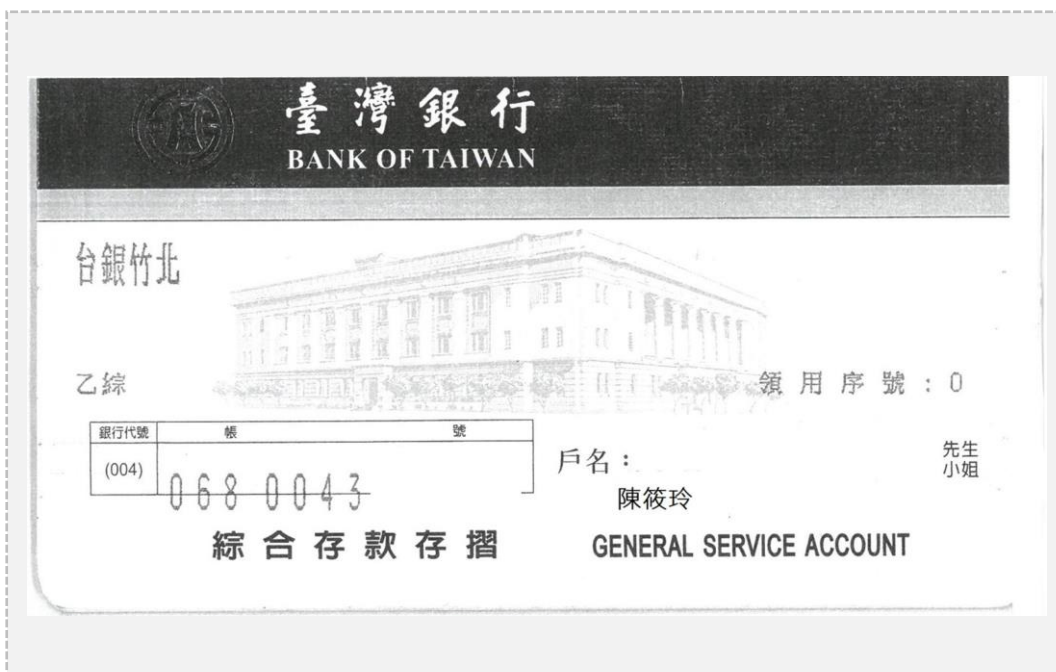 臺灣銀行
BANK OF TAIWAN
台銀竹北
乙綜
領用序號:0
銀行代號 帳號
(004) 068 0043
戶名:
先生
小姐
陳筱玲
綜合存款存摺 GENERAL SERVICE ACCOUNT